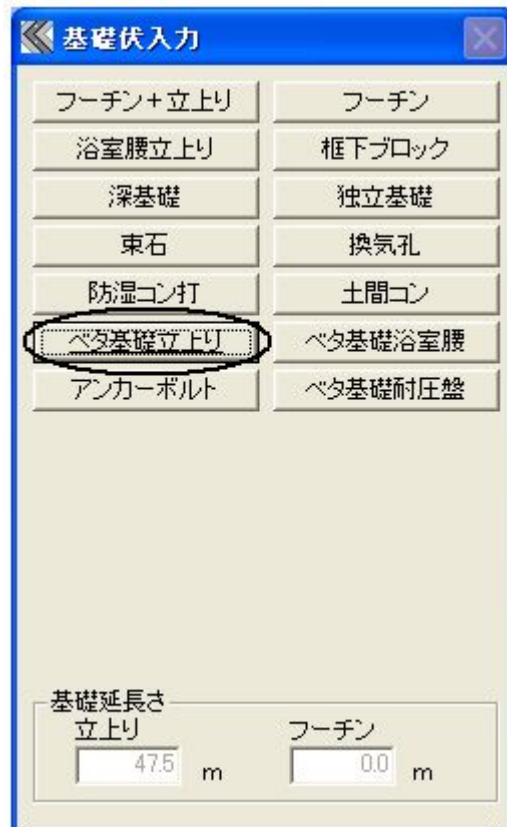 基礎伏入力
フーチン+立上り フーチン
浴室腰立上り 框下ブロック
深基礎 独立基礎
束石 換気孔
防湿コン打 土間コン
ベタ基礎立上り ベタ基礎浴室腰
アンカーボルト ベタ基礎耐圧盤
基礎延長さ
立上り フーチン
47.5 m 0.0 m